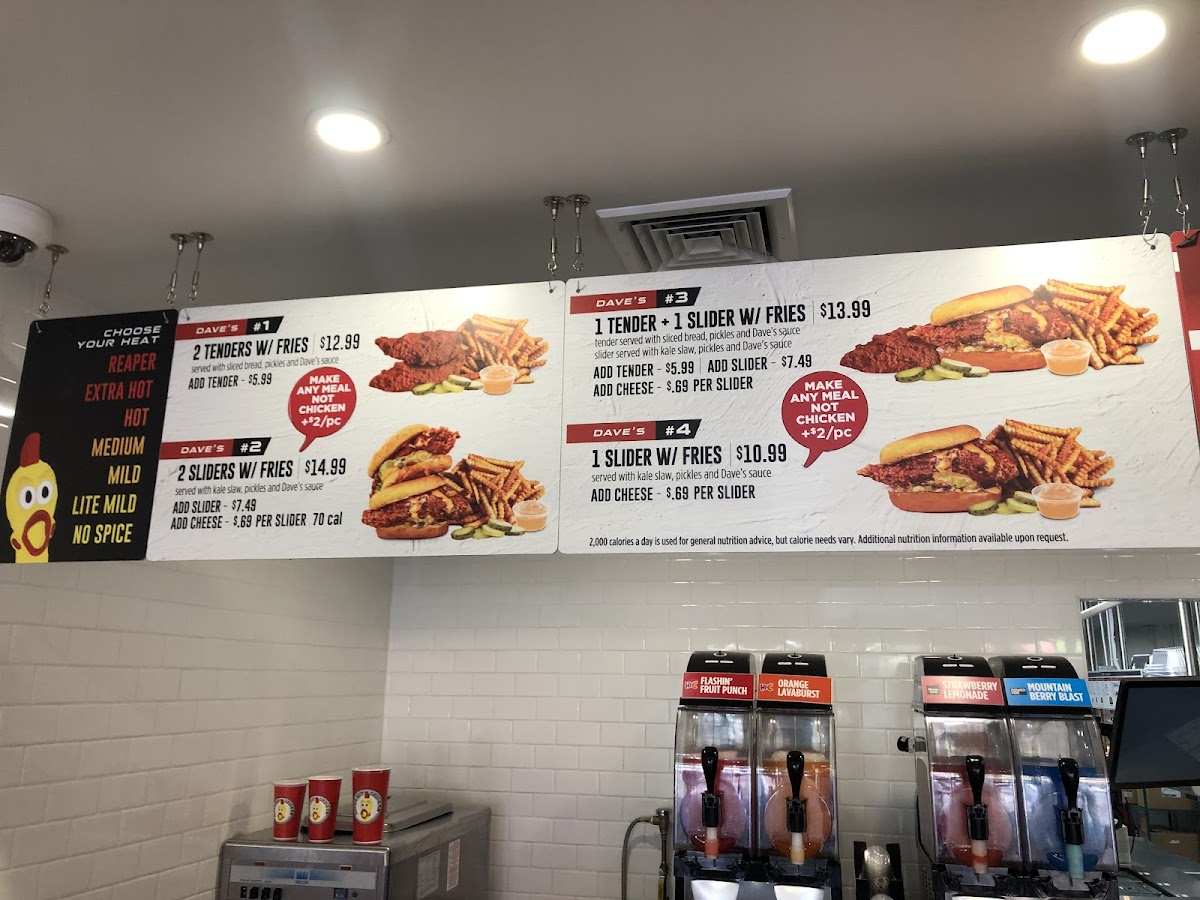 CHOOSE
YOUR HEAT
REAPER
EXTRA HOT
HOT
MEDIUM
MILD
LITE MILD
NO SPICE
DAVE'S #1
2 TENDERS W/ FRIES | $12.99
served with sliced bread, pickles and Dave's sauce
ADD TENDER - $5.99
MAKE
ANY MEAL
NOT
CHICKEN
+$2/pc
DAVE'S #2
2 SLIDERS W/ FRIES | $14.99
served with kale slaw, pickles and Dave's sauce
ADD SLIDER - $7.49
ADD CHEESE - $.69 PER SLIDER 70 cal
DAVE'S #3
1 TENDER + 1 SLIDER W/ FRIES | $13.99
tender served with sliced bread, pickles and Dave's sauce
slider served with kale slaw, pickles and Dave's sauce
ADD TENDER - $5.99 | ADD SLIDER - $7.49
ADD CHEESE - $.69 PER SLIDER
MAKE
ANY MEAL
NOT
CHICKEN
+$2/pc
DAVE'S #4
1 SLIDER W/ FRIES | $10.99
served with kale slaw, pickles and Dave's sauce
ADD CHEESE - $.69 PER SLIDER
2,000 calories a day is used for general nutrition advice, but calorie needs vary. Additional nutrition information available upon request.
FLASHIN'
FRUIT PUNCH
ORANGE
LAVABURST
STRAWBERRY
LEMONADE
MOUNTAIN
BERRY BLAST